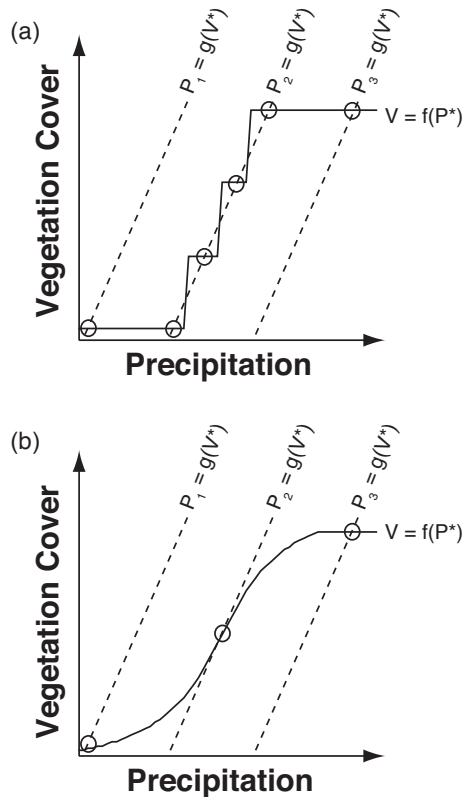 (a)
P₁ = g(V*)
P₂ = g(V*)
P₃ = g(V*)
V = f(P*)
Vegetation Cover
Precipitation
(b)
P₁ = g(V*)
P₂ = g(V*)
P₃ = g(V*)
V = f(P*)
Vegetation Cover
Precipitation